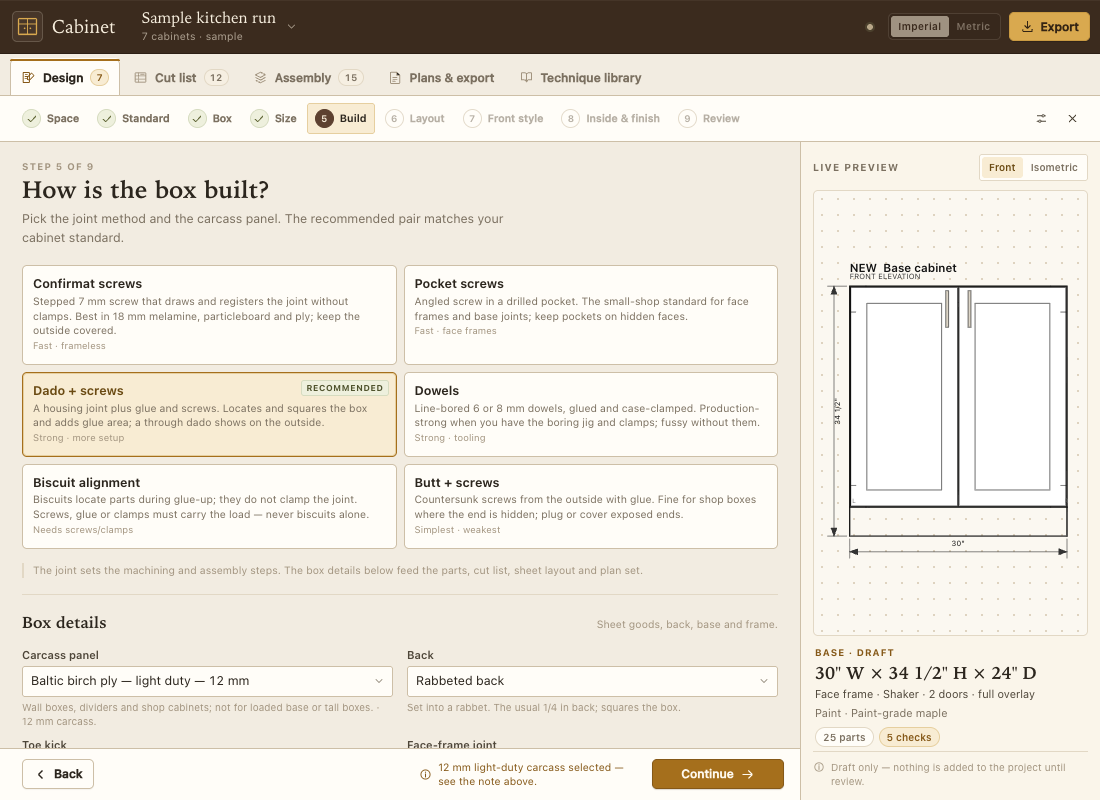 Cabinet
Sample kitchen run
7 cabinets · sample
Imperial
Metric
Export
Design 7
Cut list 12
Assembly 15
Plans & export
Technique library
Space
Standard
Box
Size
5 Build
6 Layout
7 Front style
8 Inside & finish
9 Review
STEP 5 OF 9
How is the box built?
Pick the joint method and the carcass panel. The recommended pair matches your
cabinet standard.
Confirmat screws
Stepped 7 mm screw that draws and registers the joint without
clamps. Best in 18 mm melamine, particleboard and ply; keep the
outside covered.
Fast · frameless
Pocket screws
Angled screw in a drilled pocket. The small-shop standard for face
frames and base joints; keep pockets on hidden faces.
Fast · face frames
Dado + screws
RECOMMENDED
A housing joint plus glue and screws. Locates and squares the box
and adds glue area; a through dado shows on the outside.
Strong · more setup
Dowels
Line-bored 6 or 8 mm dowels, glued and case-clamped. Production-
strong when you have the boring jig and clamps; fussy without them.
Strong · tooling
Biscuit alignment
Biscuits locate parts during glue-up; they do not clamp the joint.
Screws, glue or clamps must carry the load — never biscuits alone.
Needs screws/clamps
Butt + screws
Countersunk screws from the outside with glue. Fine for shop boxes
where the end is hidden; plug or cover exposed ends.
Simplest · weakest
The joint sets the machining and assembly steps. The box details below feed the parts, cut list, sheet layout and plan set.
Box details
Sheet goods, back, base and frame.
Carcass panel
Baltic birch ply — light duty — 12 mm
Wall boxes, dividers and shop cabinets; not for loaded base or tall boxes. ·
12 mm carcass.
Back
Rabbeted back
Set into a rabbet. The usual 1/4 in back; squares the box.
Toe kick
Face-frame joint
Back
12 mm light-duty carcass selected —
see the note above.
Continue
LIVE PREVIEW
Front
Isometric
NEW Base cabinet
FRONT ELEVATION
34 1/2"
L
30"
BASE · DRAFT
30" W × 34 1/2" H × 24" D
Face frame · Shaker · 2 doors · full overlay
Paint · Paint-grade maple
25 parts
5 checks
Draft only — nothing is added to the project until
review.